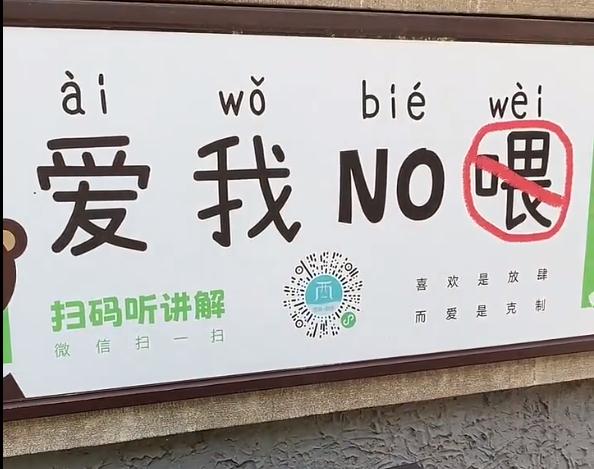 ài wǒ bié wèi
爱 我 NO 喂
扫码听讲解
微信扫一扫
喜欢是放肆
而爱是克制